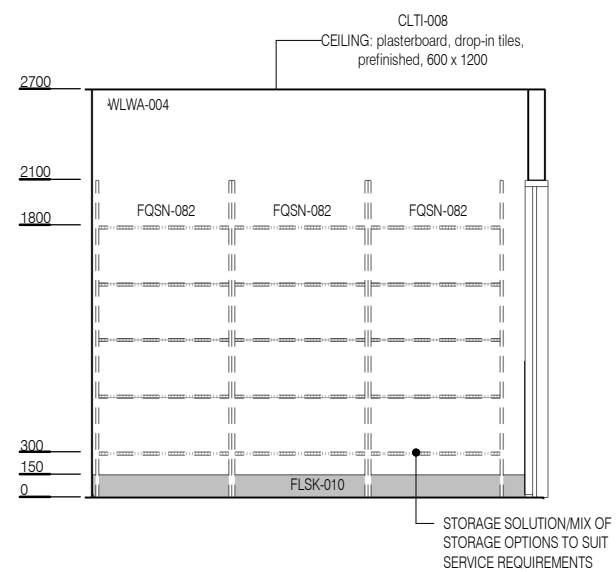 CLTI-008
CEILING: plasterboard, drop-in tiles,
prefinished, 600 x 1200
2700
WLWA-004
2100
FQSN-082 FQSN-082 FQSN-082
1800
300
150
FLSK-010
0
STORAGE SOLUTION/MIX OF
STORAGE OPTIONS TO SUIT
SERVICE REQUIREMENTS